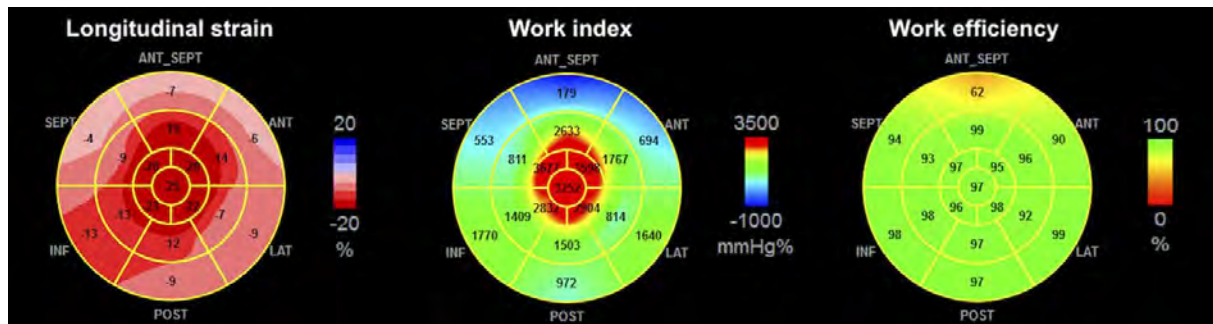 Longitudinal strain
ANT_SEPT
-7
SEPT
ANT
-4
-6
-9
14
-13
-7
-13
-12
-9
INF
LAT
-9
POST
20
-20
%
Work index
ANT_SEPT
179
SEPT
ANT
553
2633
694
811
1767
3257
1409
814
1770
1503
1640
INF
LAT
972
POST
3500
-1000
mmHg%
Work efficiency
ANT_SEPT
62
SEPT
ANT
94
99
90
93
97
95
96
97
98
96
98
92
98
97
99
INF
LAT
97
POST
100
0
%